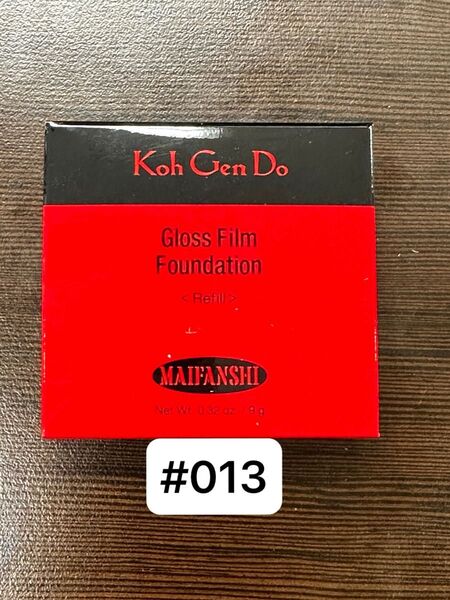 Koh Gen Do
Gloss Film
Foundation
< Refill >
MAIFANSHI
Net Wt. 0.32 oz. / 9 g
#013